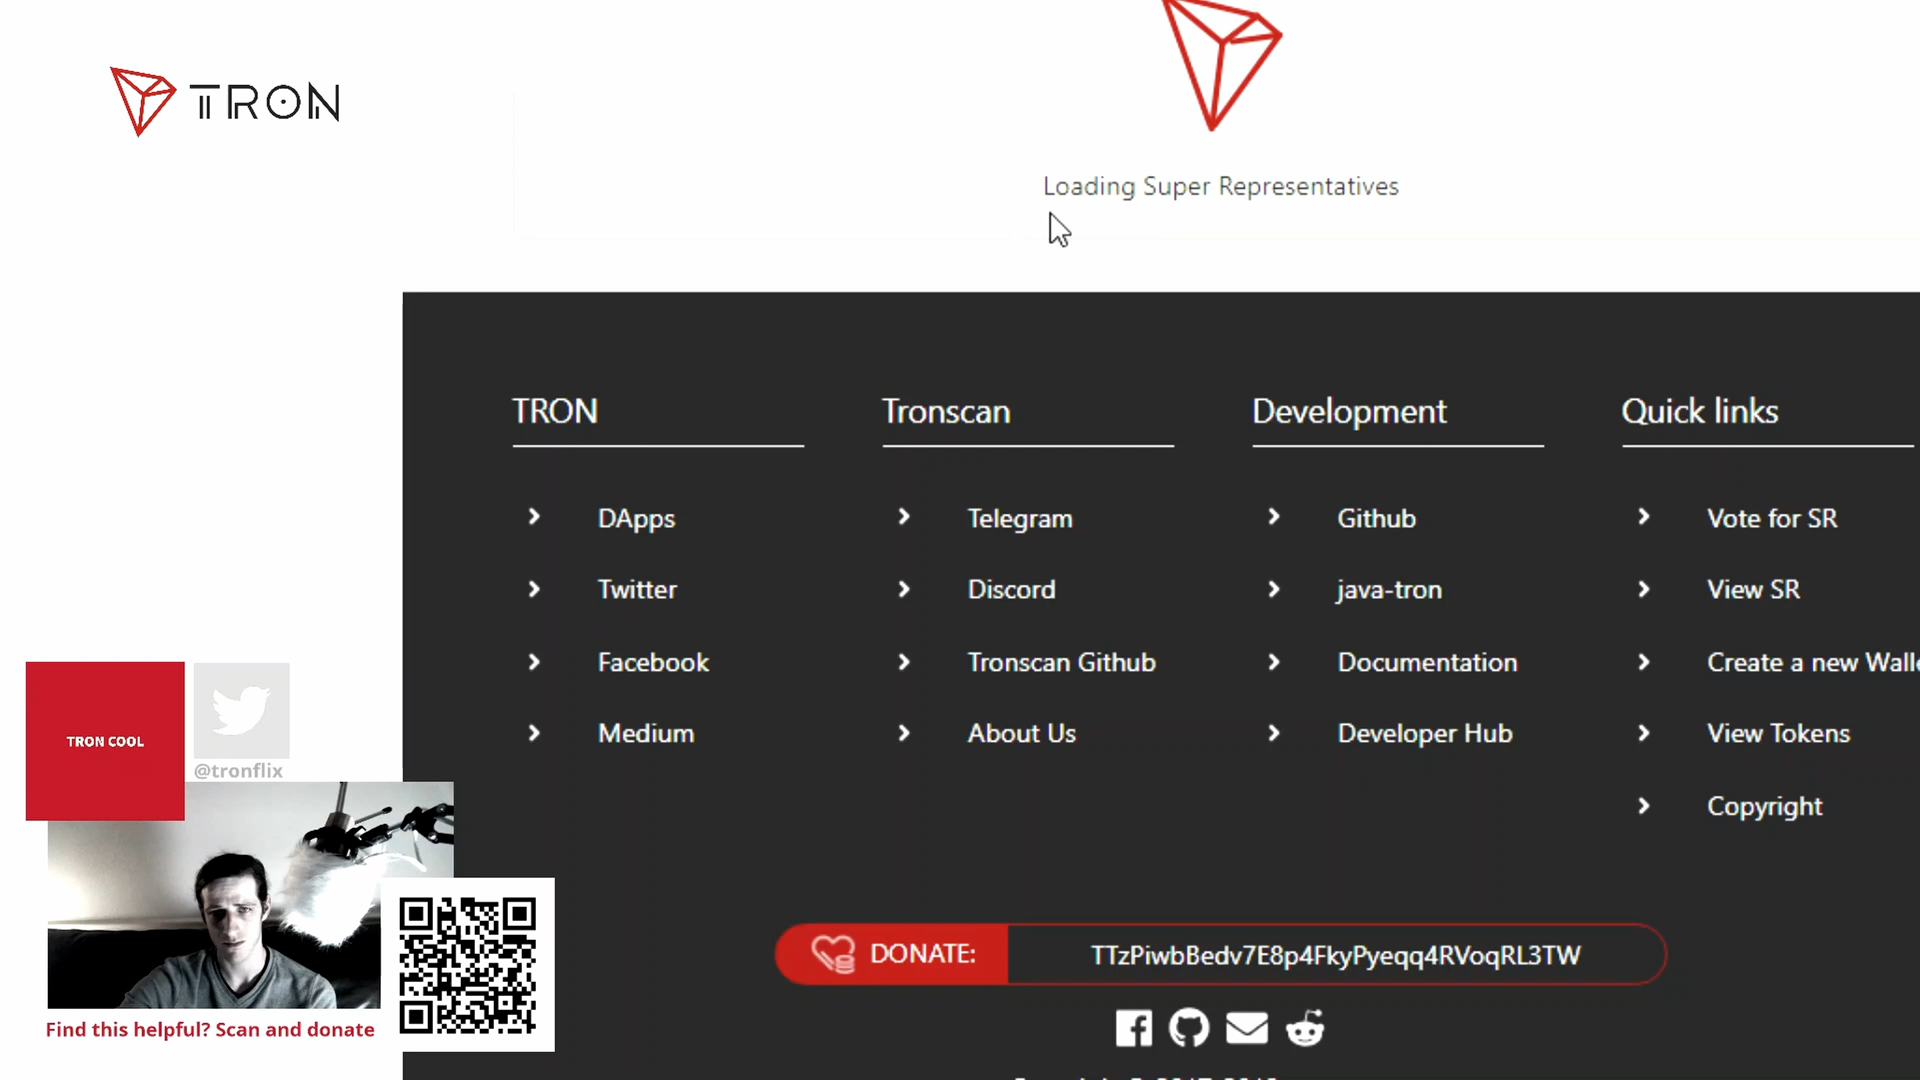 TRON
Loading Super Representatives
TRON
Tronscan
Development
Quick links
DApps
Telegram
Github
Vote for SR
Twitter
Discord
java-tron
View SR
Facebook
Tronscan Github
Documentation
Create a new
Medium
About Us
Developer Hub
View Tokens
Copyright
TRON COOL
@tronflix
DONATE: TTzPiwbBedv7E8p4FkyPyeqq4RVoqRL3TW
Find this helpful? Scan and donate